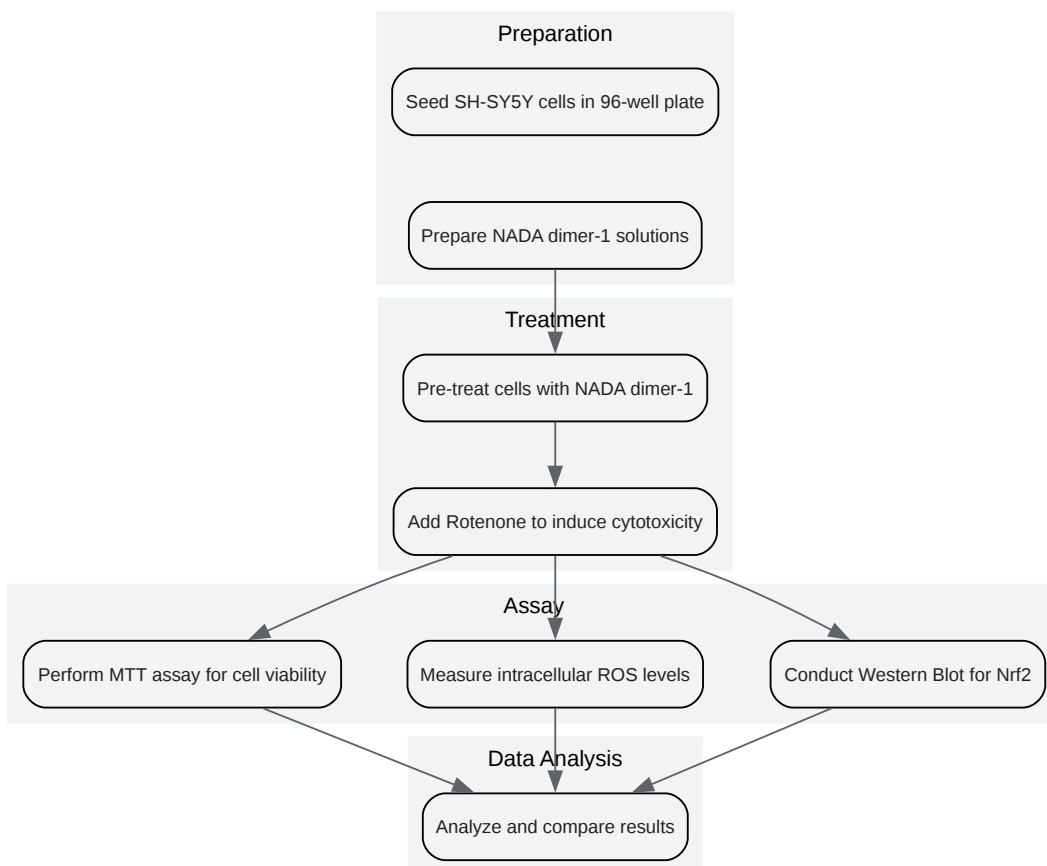 Preparation
Seed SH-SY5Y cells in 96-well plate
Prepare NADA dimer-1 solutions
Treatment
Pre-treat cells with NADA dimer-1
Add Rotenone to induce cytotoxicity
Assay
Perform MTT assay for cell viability
Measure intracellular ROS levels
Conduct Western Blot for Nrf2
Data Analysis
Analyze and compare results